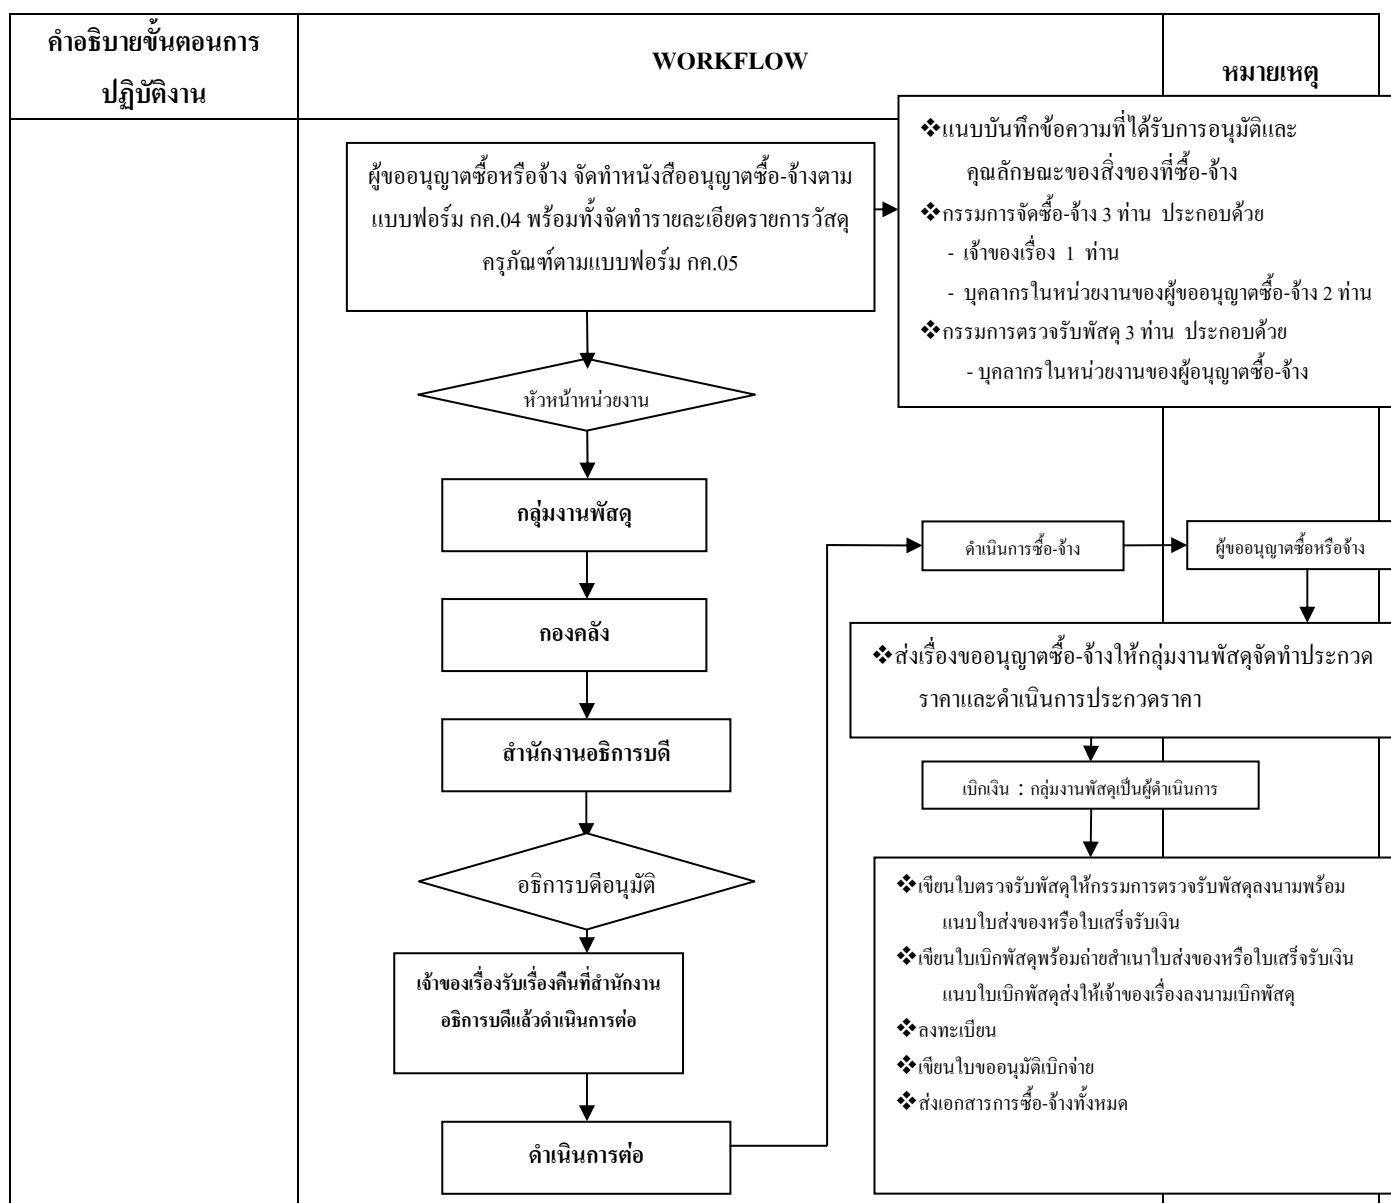 คำอธิบายขั้นตอนการ
ปฏิบัติงาน
WORKFLOW
หมายเหตุ
ผู้ขออนุญาตซื้อหรือจ้าง จัดทำหนังสืออนุญาตซื้อ-จ้างตาม
แบบฟอร์ม กค.04 พร้อมทั้งจัดทำรายละเอียดรายการวัสดุ
ครุภัณฑ์ตามแบบฟอร์ม กค.05
❖แนบบันทึกข้อความที่ได้รับการอนุมัติและ
คุณลักษณะของสิ่งของที่ซื้อ-จ้าง
❖กรรมการจัดซื้อ-จ้าง 3 ท่าน ประกอบด้วย
- เจ้าของเรื่อง 1 ท่าน
- บุคลากรในหน่วยงานของผู้ขออนุญาตซื้อ-จ้าง 2 ท่าน
❖กรรมการตรวจรับพัสดุ 3 ท่าน ประกอบด้วย
- บุคลากรในหน่วยงานของผู้อนุญาตซื้อ-จ้าง
หัวหน้าหน่วยงาน
กลุ่มงานพัสดุ
กองคลัง
สำนักงานอธิการบดี
อธิการบดีอนุมัติ
เจ้าของเรื่องรับเรื่องคืนที่สำนักงาน
อธิการบดีแล้วดำเนินการต่อ
ดำเนินการต่อ
ดำเนินการซื้อ-จ้าง
ผู้ขออนุญาตซื้อหรือจ้าง
❖ส่งเรื่องขออนุญาตซื้อ-จ้างให้กลุ่มงานพัสดุจัดทำประกวด
ราคาและดำเนินการประกวดราคา
เบิกเงิน : กลุ่มงานพัสดุเป็นผู้ดำเนินการ
❖เขียนใบตรวจรับพัสดุให้กรรมการตรวจรับพัสดุลงนามพร้อม
แนบใบส่งของหรือใบเสร็จรับเงิน
❖เขียนใบเบิกพัสดุพร้อมถ่ายสำเนาใบส่งของหรือใบเสร็จรับเงิน
แนบใบเบิกพัสดุส่งให้เจ้าของเรื่องลงนามเบิกพัสดุ
❖ลงทะเบียน
❖เขียนใบขออนุมัติเบิกจ่าย
❖ส่งเอกสารการซื้อ-จ้างทั้งหมด